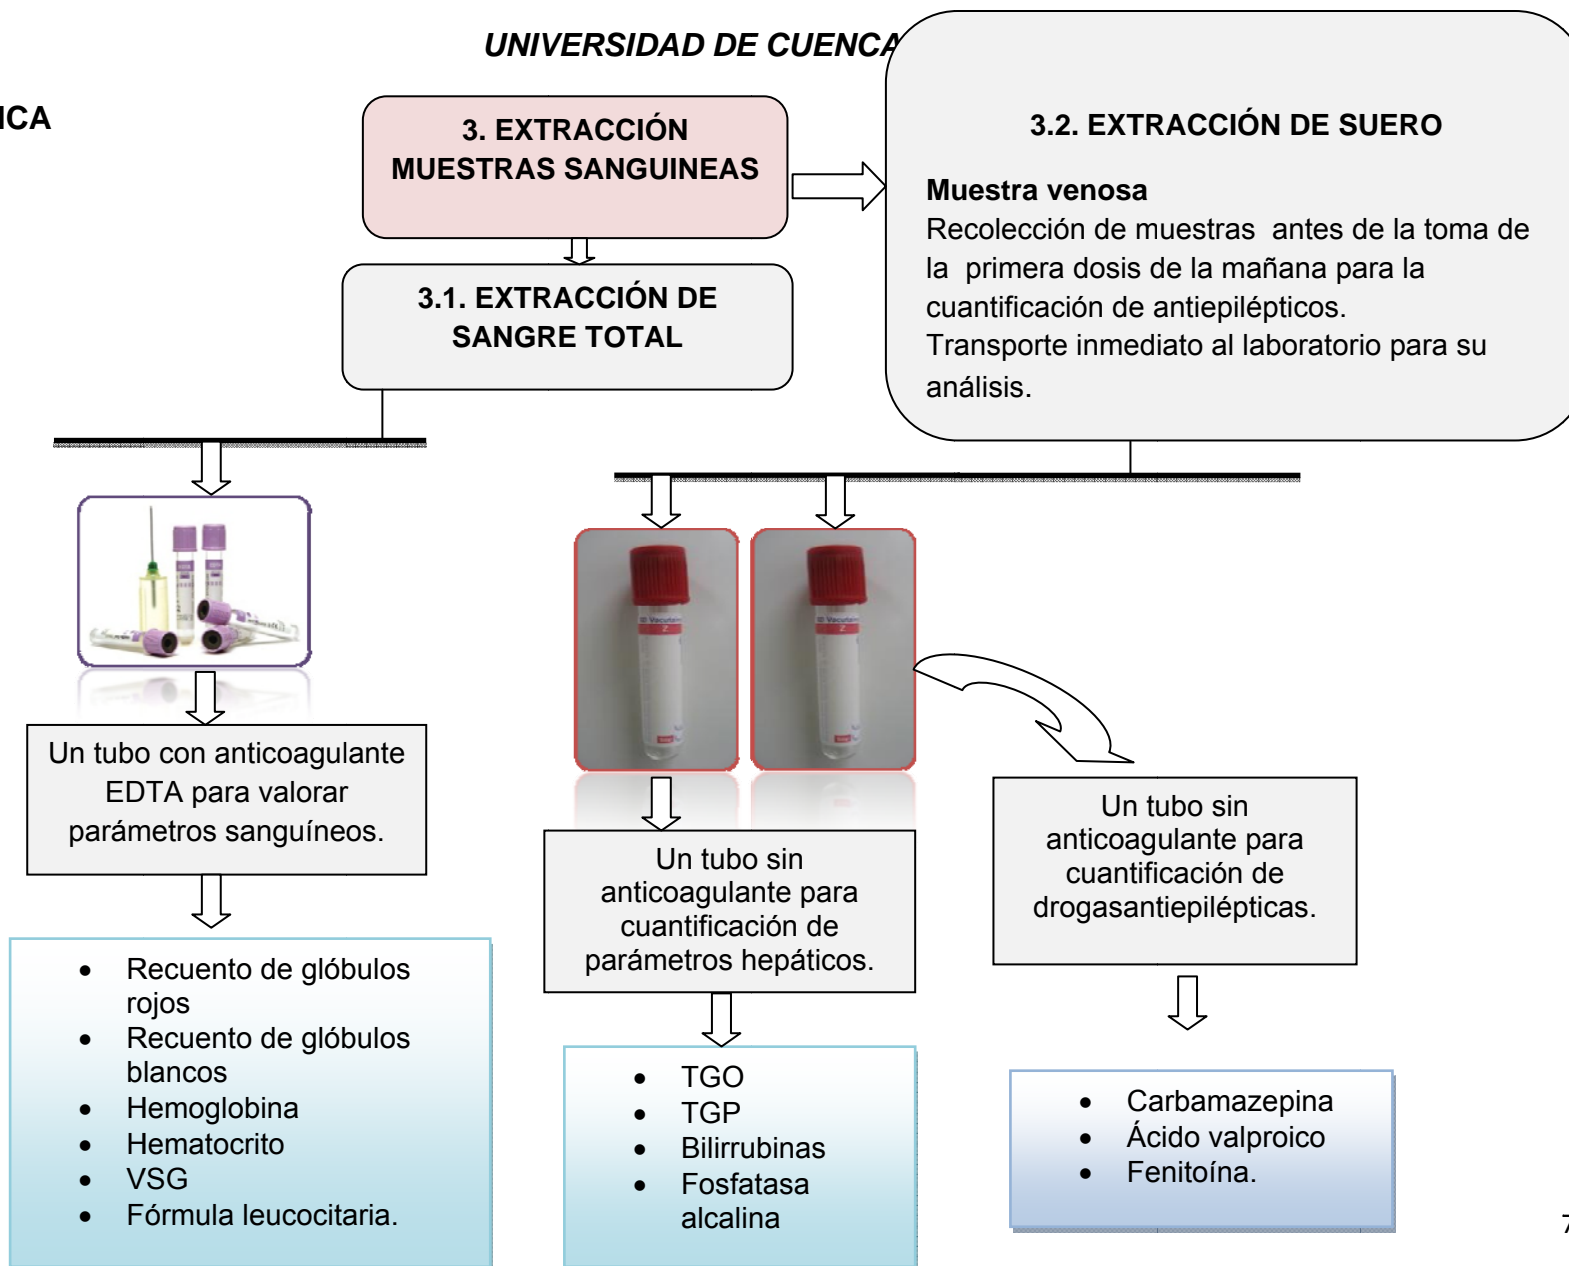 UNIVERSIDAD DE CUENCA
ICA
3. EXTRACCIÓN
MUESTRAS SANGUINEAS
3.2. EXTRACCIÓN DE SUERO
Muestra venosa
Recolección de muestras antes de la toma de
la primera dosis de la mañana para la
cuantificación de antiepilépticos.
Transporte inmediato al laboratorio para su
análisis.
3.1. EXTRACCIÓN DE
SANGRE TOTAL
Vacutainer
Z
Vacutainer
Z
Un tubo con anticoagulante
EDTA para valorar
parámetros sanguíneos.
Un tubo sin
anticoagulante para
cuantificación de
parámetros hepáticos.
Un tubo sin
anticoagulante para
cuantificación de
drogasantiepilépticas.
• Recuento de glóbulos
rojos
• Recuento de glóbulos
blancos
• Hemoglobina
• Hematocrito
• VSG
• Fórmula leucocitaria.
• TGO
• TGP
• Bilirrubinas
• Fosfatasa
alcalina
• Carbamazepina
• Ácido valproico
• Fenitoína.
7